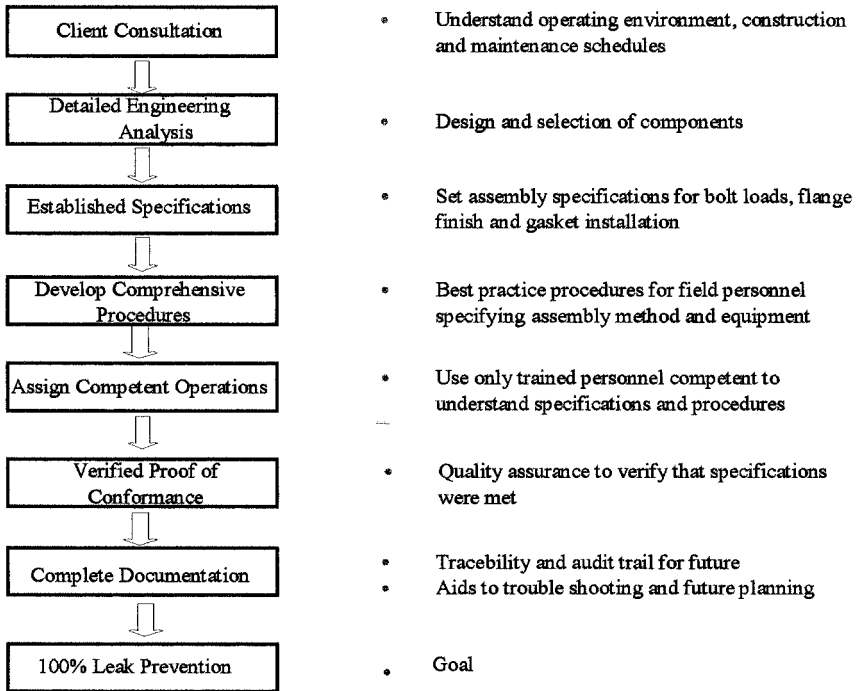 Client Consultation
• Understand operating environment, construction
and maintenance schedules
Detailed Engineering
Analysis
• Design and selection of components
Established Specifications
• Set assembly specifications for bolt loads, flange
finish and gasket installation
Develop Comprehensive
Procedures
• Best practice procedures for field personnel
specifying assembly method and equipment
Assign Competent Operations
• Use only trained personnel competent to
understand specifications and procedures
Verified Proof of
Conformance
• Quality assurance to verify that specifications
were met
Complete Documentation
• Tracebility and audit trail for future
• Aids to trouble shooting and future planning
100% Leak Prevention
• Goal